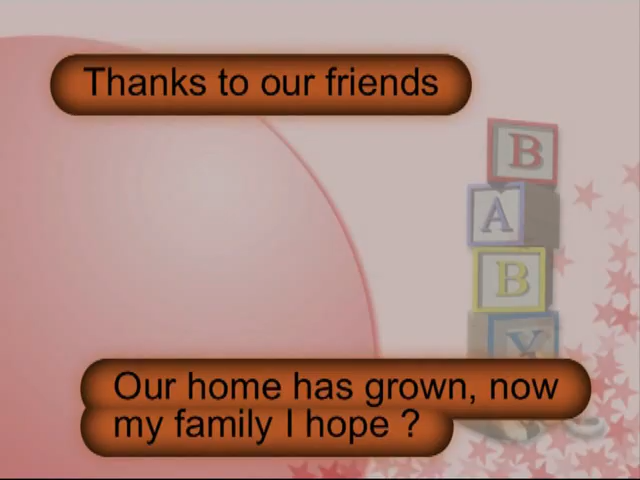 Thanks to our friends
B
A
B
Y
Our home has grown, now
my family I hope ?